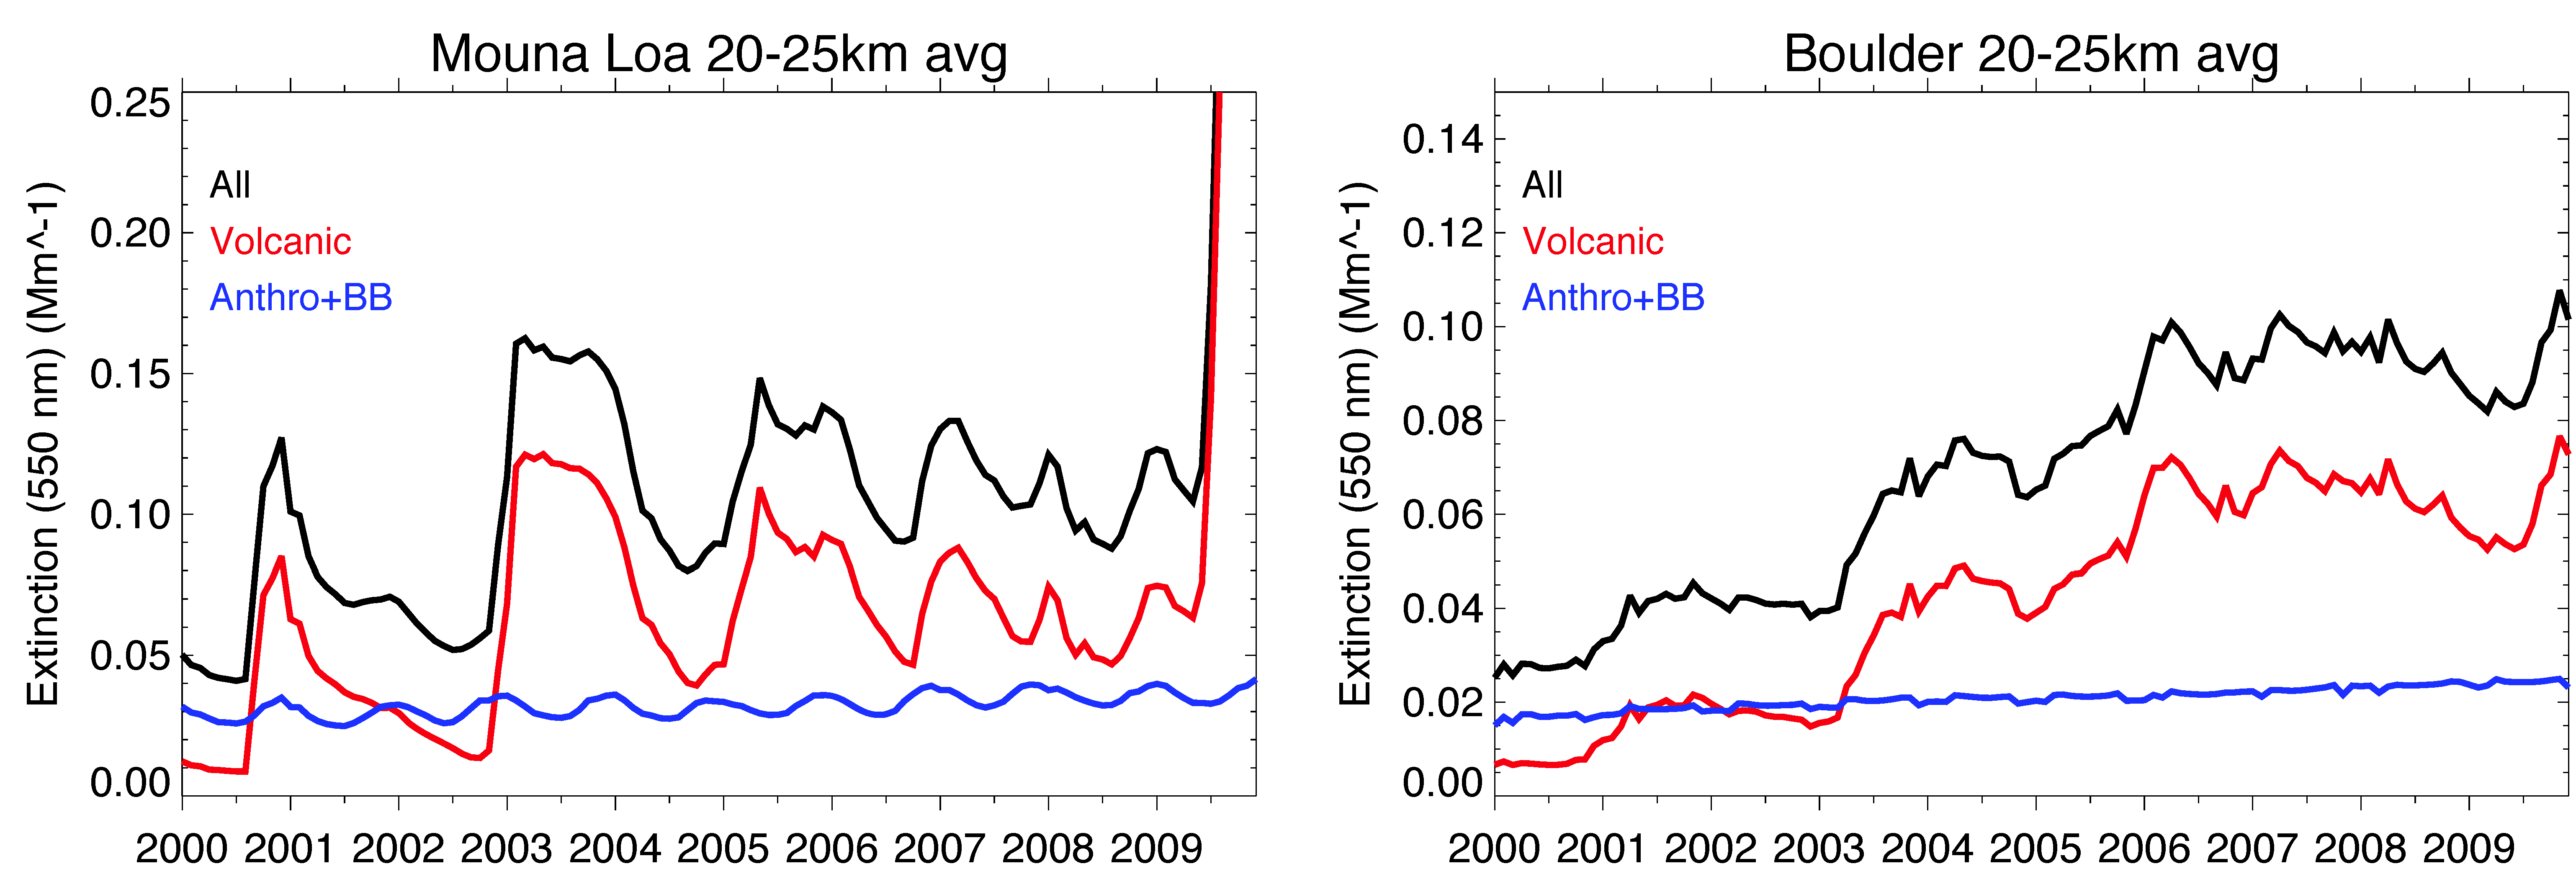 Mouna Loa 20-25km avg
Extinction (550 nm) (Mm^-1)
0.25
0.20
0.15
0.10
0.05
0.00
All
Volcanic
Anthro+BB
2000 2001 2002 2003 2004 2005 2006 2007 2008 2009
Boulder 20-25km avg
Extinction (550 nm) (Mm^-1)
0.14
0.12
0.10
0.08
0.06
0.04
0.02
0.00
All
Volcanic
Anthro+BB
2000 2001 2002 2003 2004 2005 2006 2007 2008 2009